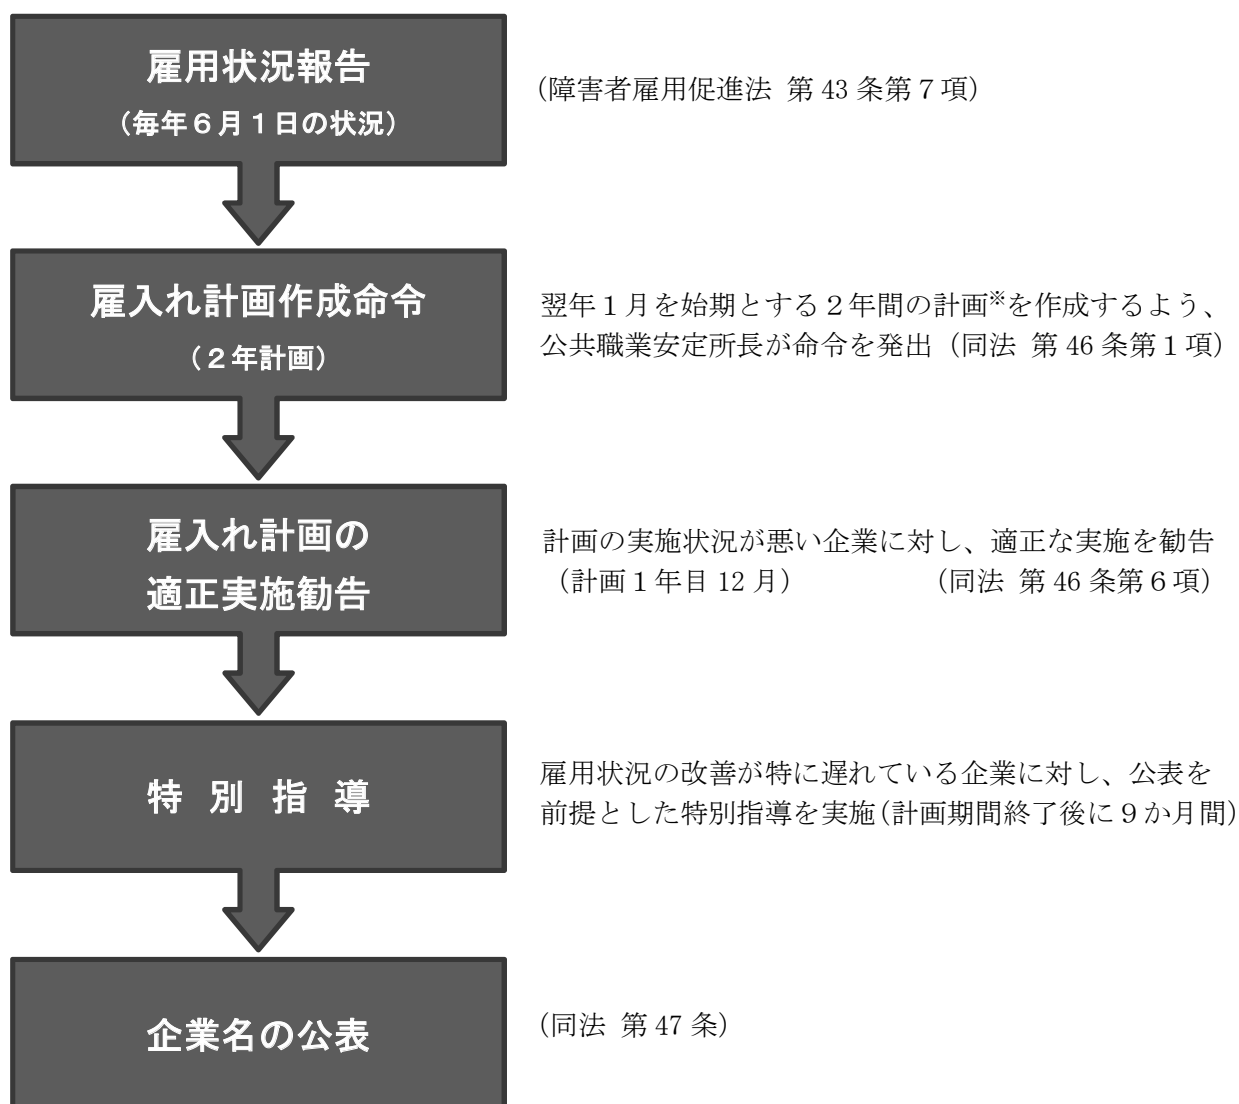 雇用状況報告
（毎年６月１日の状況）
（障害者雇用促進法 第 43 条第７項）
雇入れ計画作成命令
（２年計画）
翌年１月を始期とする２年間の計画※を作成するよう、
公共職業安定所長が命令を発出（同法 第 46 条第１項）
雇入れ計画の
適正実施勧告
計画の実施状況が悪い企業に対し、適正な実施を勧告
（計画１年目 12 月） （同法 第 46 条第６項）
特 別 指 導
雇用状況の改善が特に遅れている企業に対し、公表を
前提とした特別指導を実施（計画期間終了後に９か月間）
企業名の公表
（同法 第 47 条）